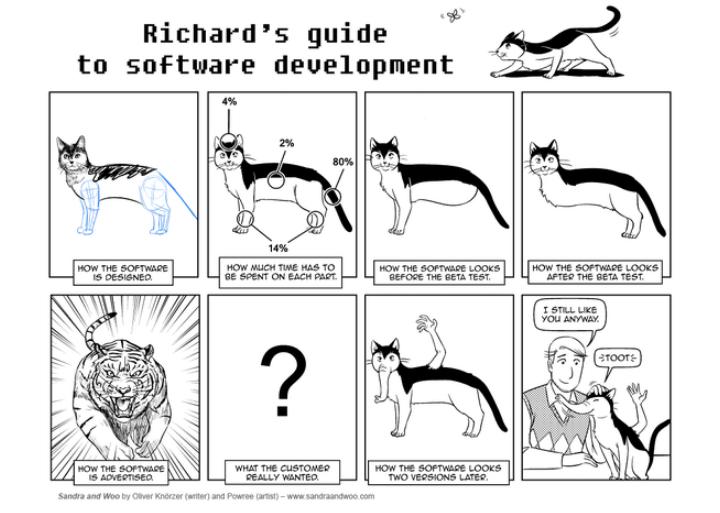 Richard's guide
to software development
4%
2%
80%
14%
HOW THE SOFTWARE
IS DESIGNED.
HOW MUCH TIME HAS TO
BE SPENT ON EACH PART.
HOW THE SOFTWARE LOOKS
BEFORE THE BETA TEST.
HOW THE SOFTWARE LOOKS
AFTER THE BETA TEST.
HOW THE SOFTWARE
IS ADVERTISED.
?
WHAT THE CUSTOMER
REALLY WANTED.
HOW THE SOFTWARE LOOKS
TWO VERSIONS LATER.
I STILL LIKE
YOU ANYWAY.
TOOT
Sandra and Woo by Oliver Knörzer (writer) and Powree (artist) – www.sandraandwoo.com